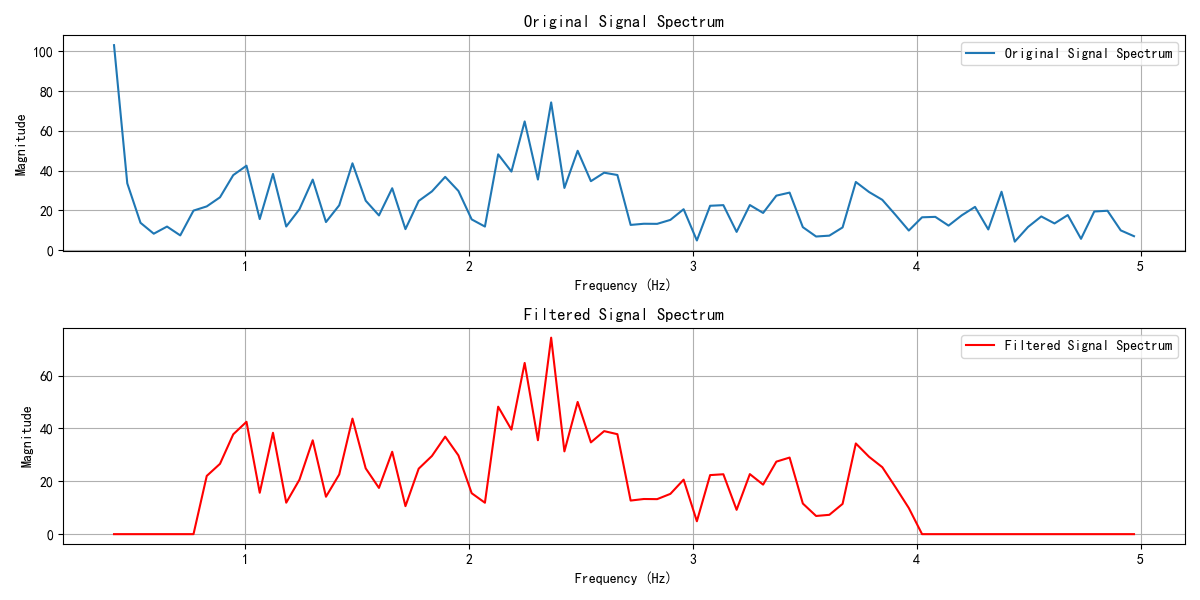 Original Signal Spectrum
Original Signal Spectrum
Magnitude
100
80
60
40
20
0
1 2 3 4 5
Frequency (Hz)
Filtered Signal Spectrum
Filtered Signal Spectrum
Magnitude
60
40
20
0
1 2 3 4 5
Frequency (Hz)